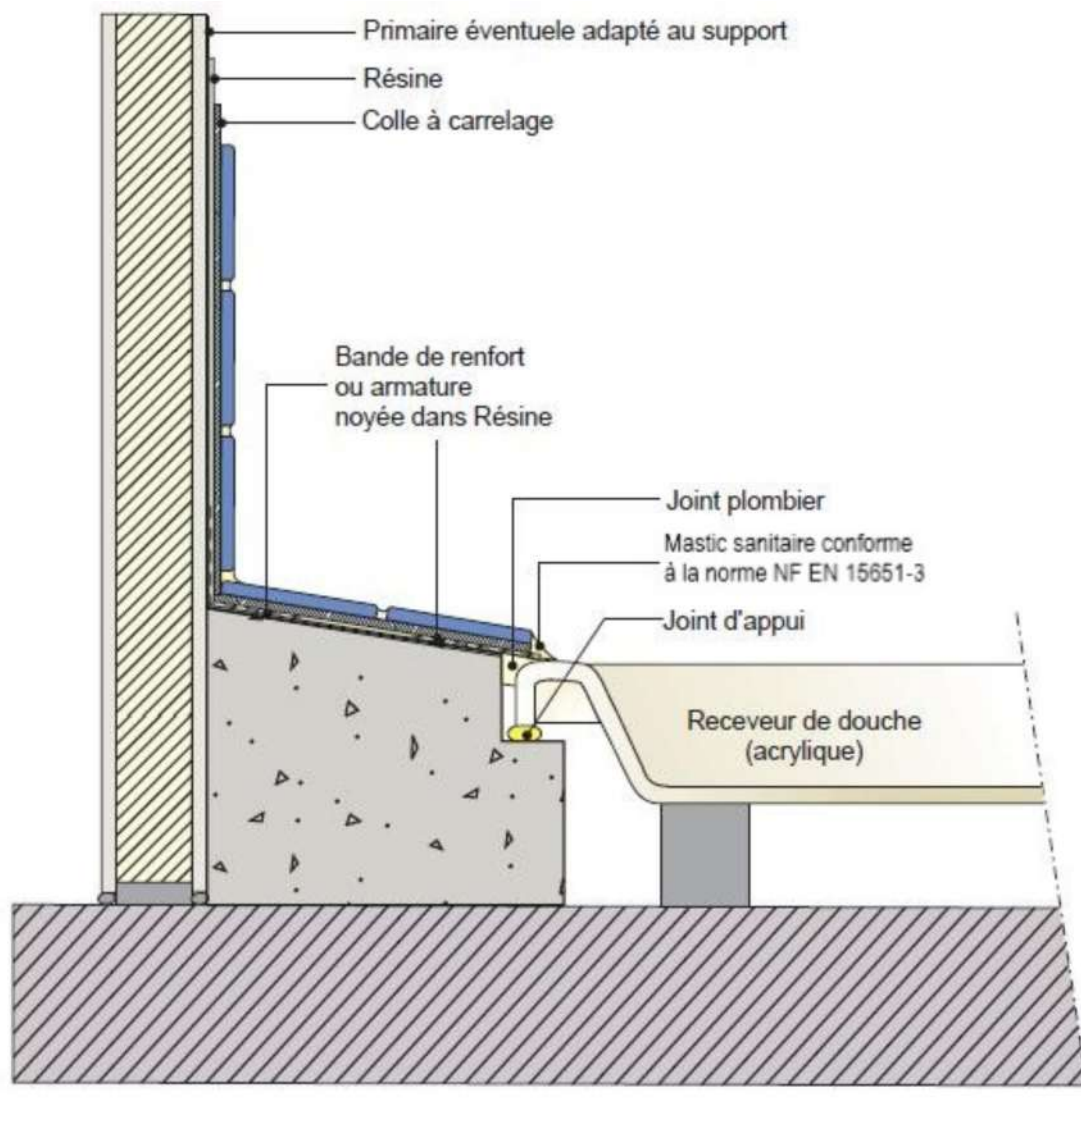 Primaire éventuele adapté au support
Résine
Colle à carrelage
Bande de renfort
ou armature
noyée dans Résine
Joint plombier
Mastic sanitaire conforme
à la norme NF EN 15651-3
Joint d'appui
Receveur de douche
(acrylique)